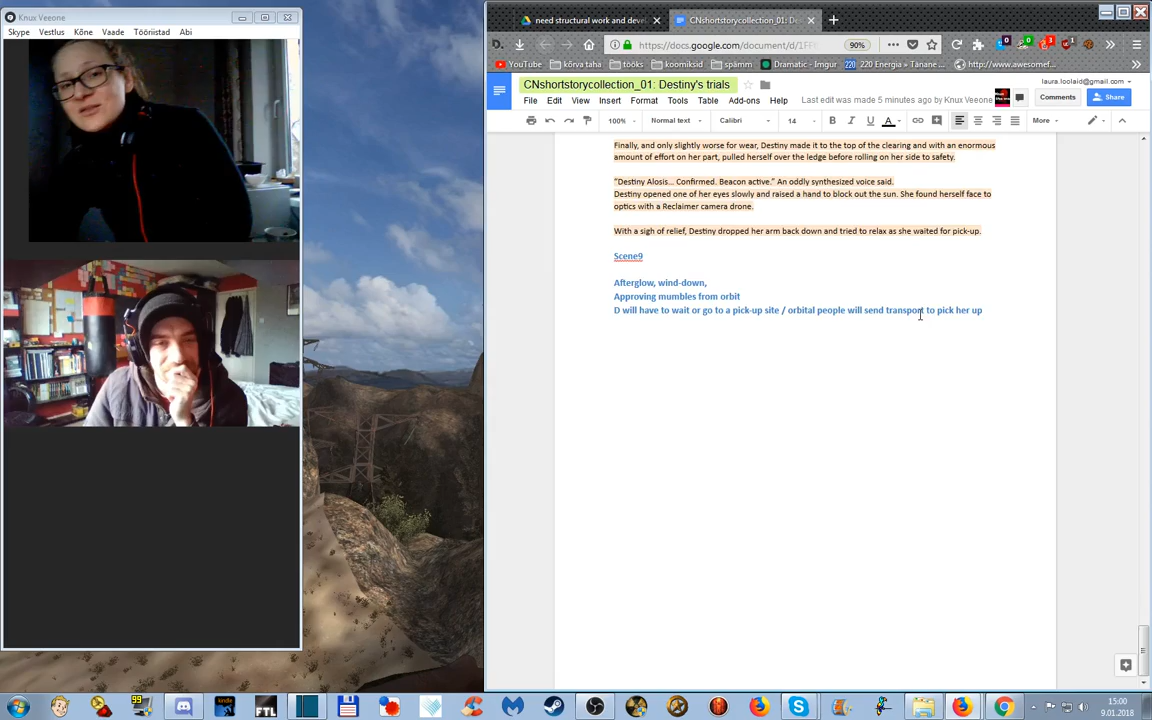 Knux Veeone
Skype Vestlus Kõne Vaade Tööriistad Abi
need structural work and deve
CNshortstorycollection_01: Des
https://docs.google.com/document/d/1FF
90%
YouTube kõrva taha tööks koomiksid spämm Dramatic - Imgur 220 Energia » Tänane ... http://www.awesomef...
CNshortstorycollection_01: Destiny's trials
laura.loolaid@gmail.com
File Edit View Insert Format Tools Table Add-ons Help Last edit was made 5 minutes ago by Knux Veeone
Comments Share
100% Normal text Calibri 14 B I U A More
Finally, and only slightly worse for wear, Destiny made it to the top of the clearing and with an enormous
amount of effort on her part, pulled herself over the ledge before rolling on her side to safety.
“Destiny Alosis... Confirmed. Beacon active.” An oddly synthesized voice said.
Destiny opened one of her eyes slowly and raised a hand to block out the sun. She found herself face to
optics with a Reclaimer camera drone.
With a sigh of relief, Destiny dropped her arm back down and tried to relax as she waited for pick-up.
Scene9
Afterglow, wind-down,
Approving mumbles from orbit
D will have to wait or go to a pick-up site / orbital people will send transport to pick her up
99
kindle
FTL
15:00
9.01.2018